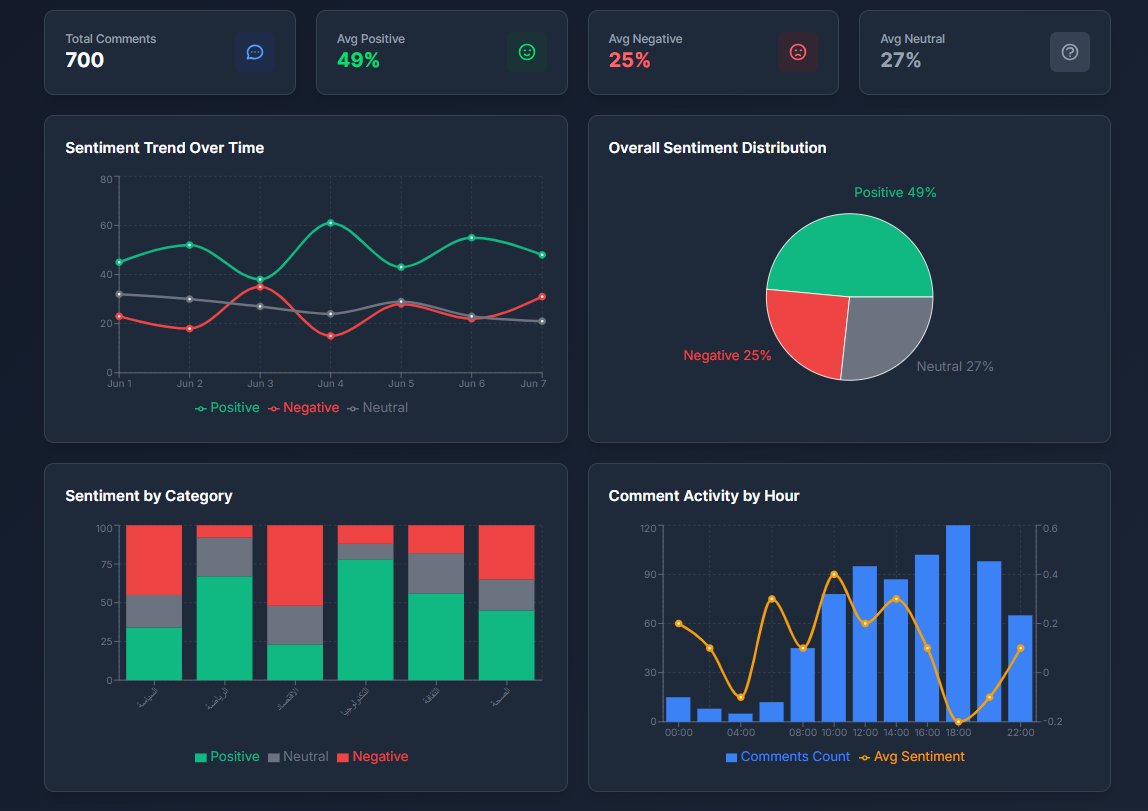 Total Comments
700
Avg Positive
49%
Avg Negative
25%
Avg Neutral
27%
Sentiment Trend Over Time
80
60
40
20
0
Jun 1 Jun 2 Jun 3 Jun 4 Jun 5 Jun 6 Jun 7
Positive Negative Neutral
Overall Sentiment Distribution
Positive 49%
Negative 25%
Neutral 27%
Sentiment by Category
100
75
50
25
0
السياسة الرياضة الاقتصاد التكنولوجيا الثقافة الصحة
Positive Neutral Negative
Comment Activity by Hour
120 0.6
90 0.4
60 0.2
30 0
0 -0.2
00:00 04:00 08:00 10:00 12:00 14:00 16:00 18:00 22:00
Comments Count Avg Sentiment